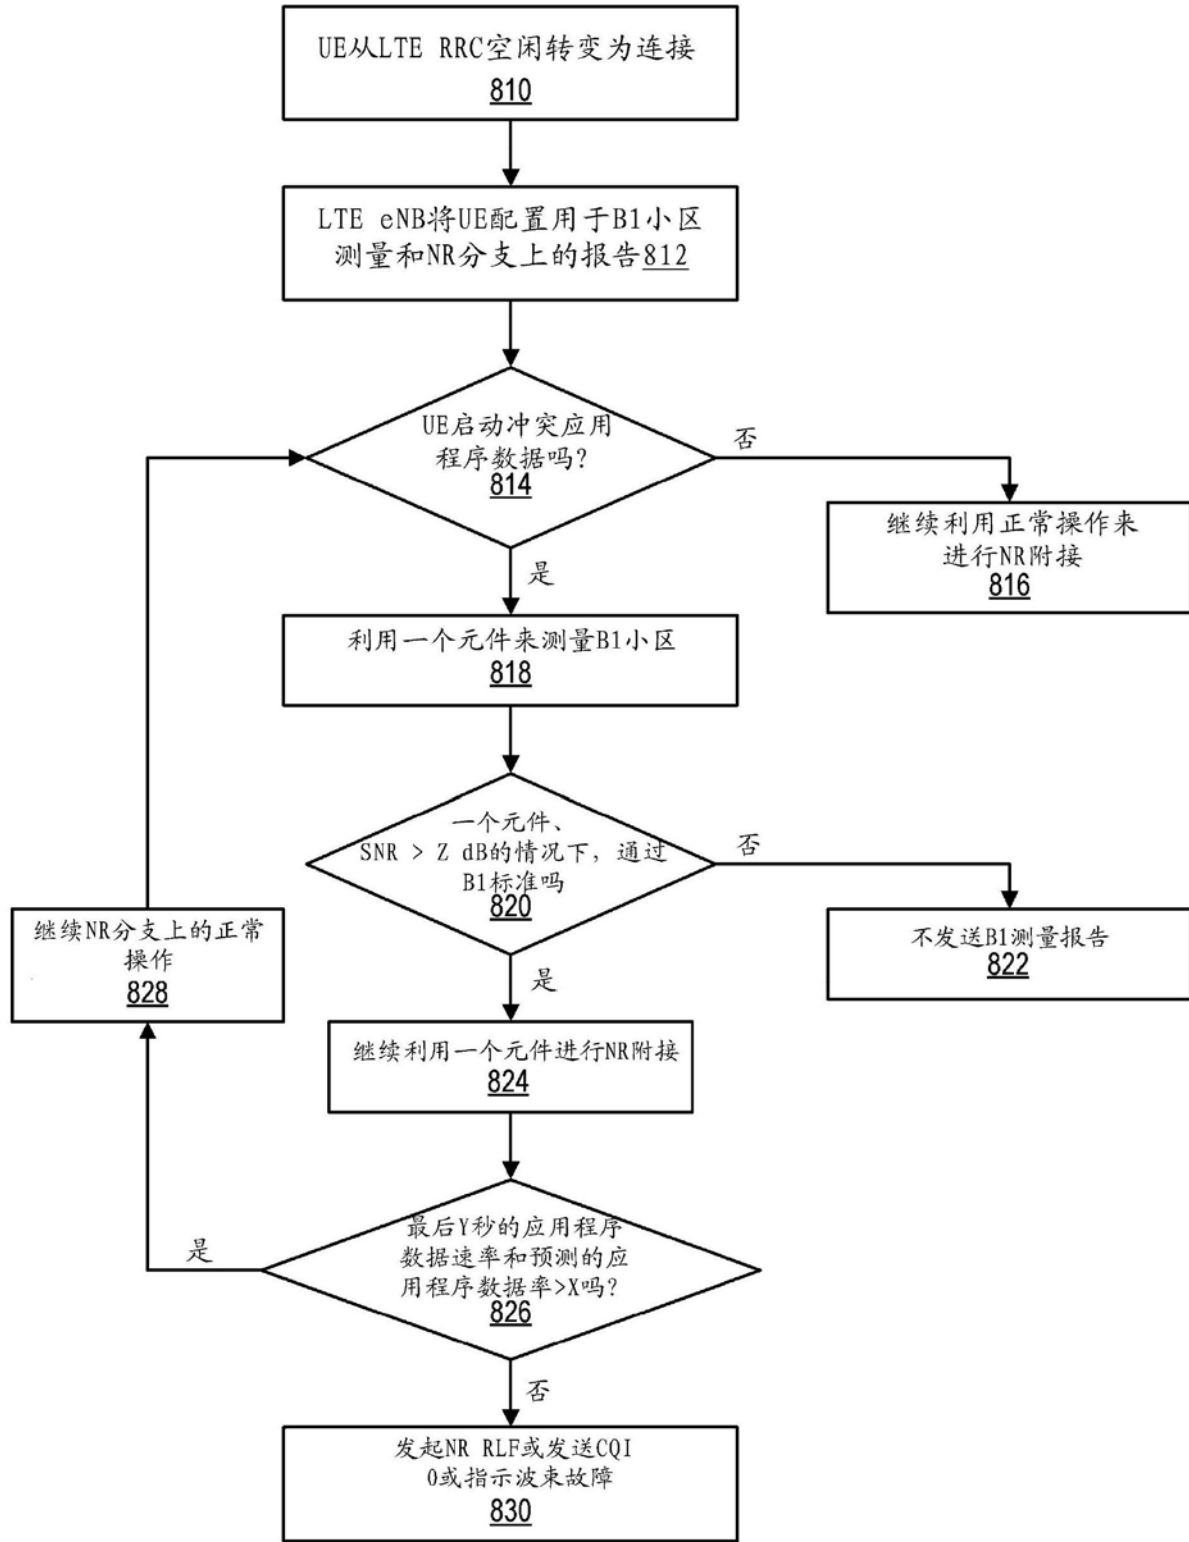 UE从LTE RRC空闲转变为连接
810
LTE eNB将UE配置用于B1小区
测量和NR分支上的报告812
UE启动冲突应用
程序数据吗?
814
否
继续利用正常操作来
进行NR附接
816
是
利用一个元件来测量B1小区
818
一个元件、
SNR > Z dB的情况下，通过
B1标准吗
820
否
不发送B1测量报告
822
是
继续NR分支上的正常
操作
828
继续利用一个元件进行NR附接
824
最后Y秒的应用程序
数据速率和预测的应
用程序数据率>X吗?
826
是
否
发起NR RLF或发送CQI
0或指示波束故障
830